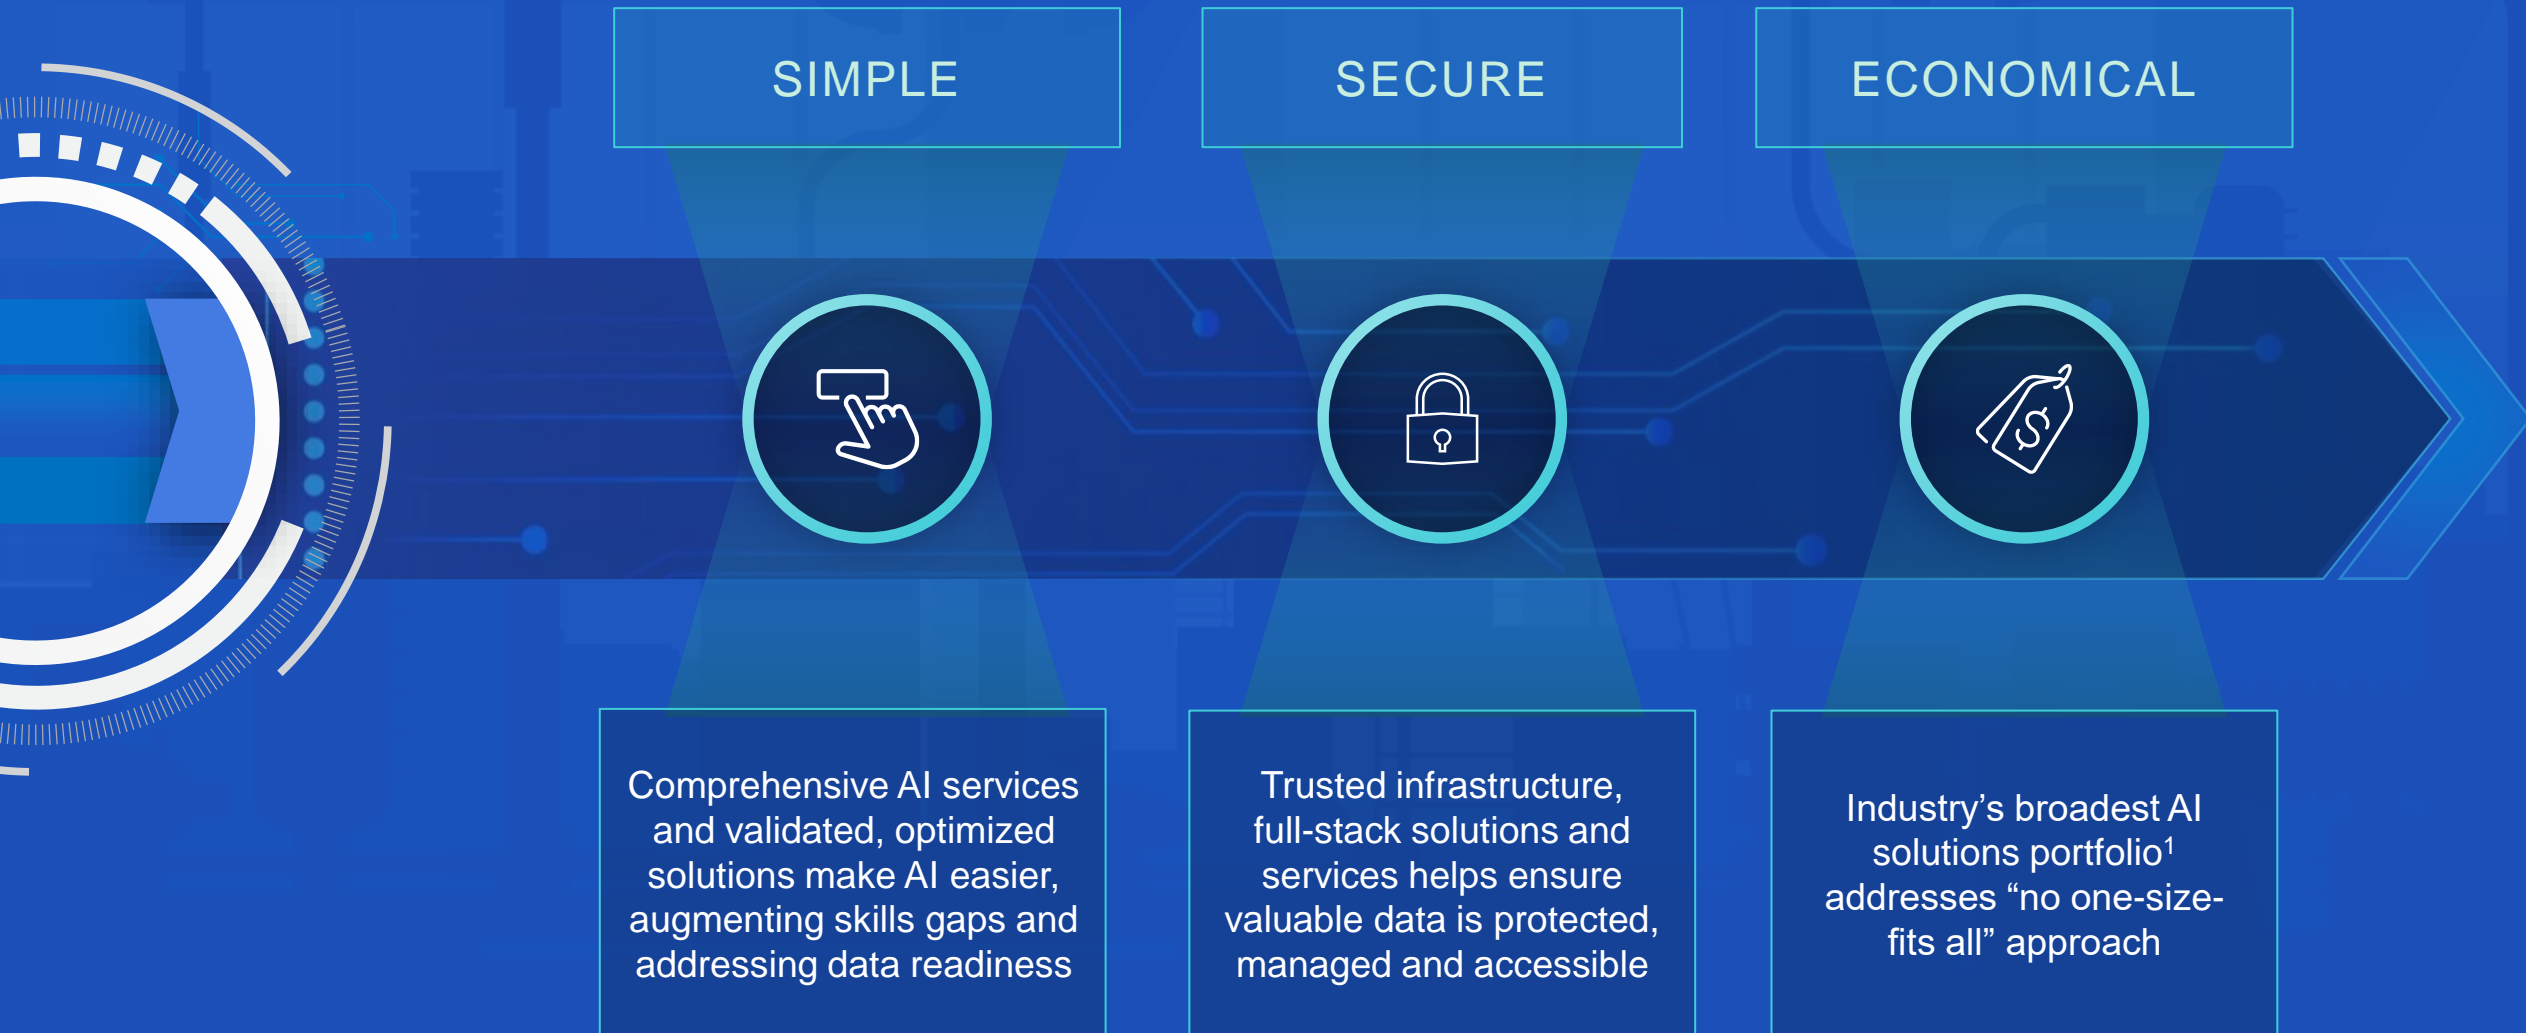 SIMPLE
SECURE
ECONOMICAL
Comprehensive AI services
and validated, optimized
solutions make AI easier,
augmenting skills gaps and
addressing data readiness
Trusted infrastructure,
full-stack solutions and
services helps ensure
valuable data is protected,
managed and accessible
Industry’s broadest AI
solutions portfolio¹
addresses “no one-size-
fits all” approach